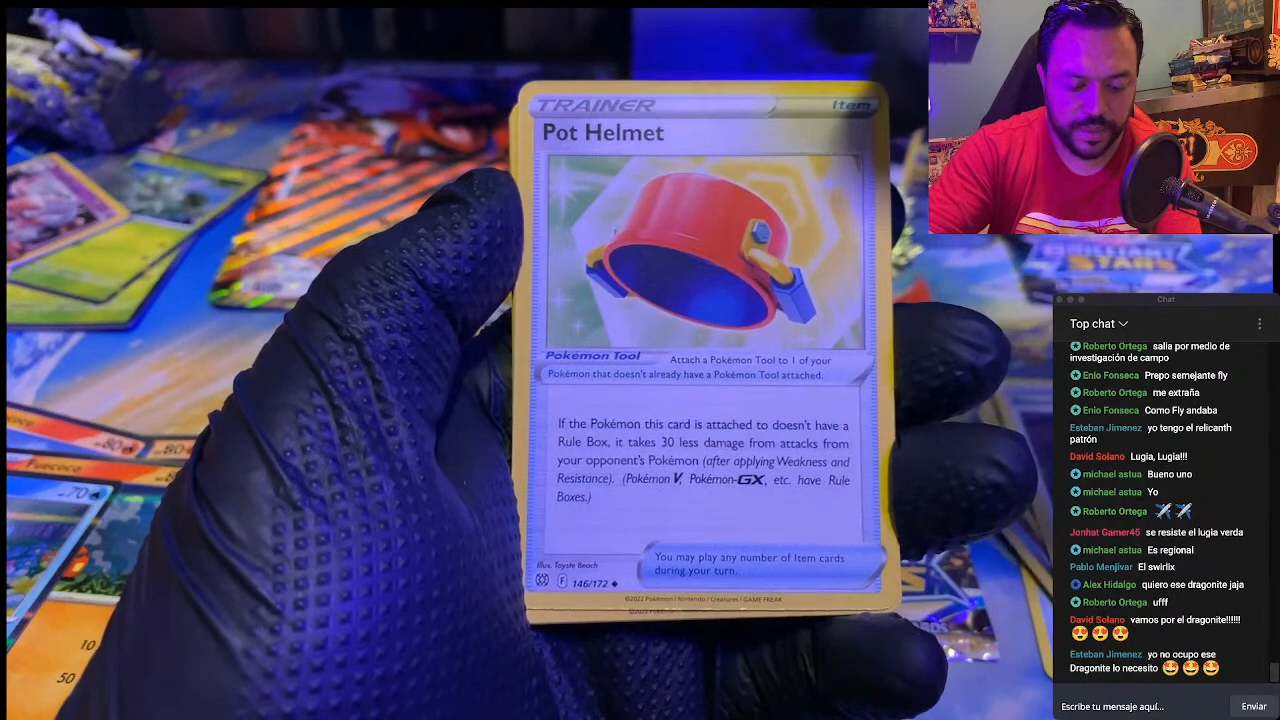 TRAINER
Item
Pot Helmet
Pokémon Tool
Attach a Pokémon Tool to 1 of your
Pokémon that doesn't already have a Pokémon Tool attached.
If the Pokémon this card is attached to doesn't have a
Rule Box, it takes 30 less damage from attacks from
your opponent's Pokémon (after applying Weakness and
Resistance). (Pokémon V, Pokémon-GX, etc. have Rule
Boxes.)
You may play any number of Item cards
during your turn.
Illus. Toyste Beach
F 146/172
©2022 Pokémon / Nintendo / Creatures / GAME FREAK
80
80
Fuecoco
70
10
50
STARS
Chat
Top chat
Roberto Ortega salia por medio de
investigación de campo
Enio Fonseca Prepo semejante fly
Roberto Ortega me extraña
Enio Fonseca Como Fly andaba
Esteban Jimenez yo tengo el relicanth
patrón
David Solano Lugia, Lugia!!!
michael astua Bueno uno
michael astua Yo
Roberto Ortega ✈️ ✈️
Jonhat Gamer45 se resiste el lugia verda
michael astua Es regional
Pablo Menjivar El swirlix
Alex Hidalgo quiero ese dragonite jaja
Roberto Ortega ufff
David Solano vamos por el dragonite!!!!!!
😍 😍 😍
Esteban Jimenez yo no ocupo ese
Dragonite lo necesito 🤩 🤩 🤩
Escribe tu mensaje aquí...
Enviar